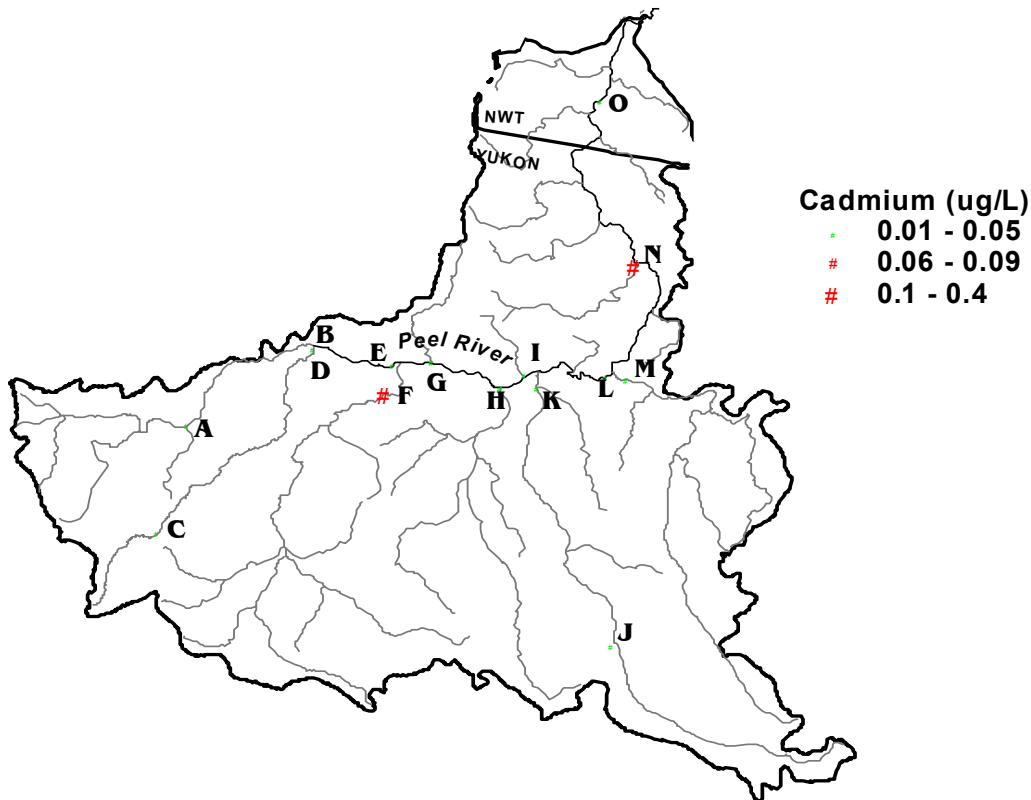 O
NWT
YUKON
Cadmium (ug/L)
# 0.01 - 0.05
# 0.06 - 0.09
# 0.1 - 0.4
N
#
B
Peel River
E
I
D
G
M
L
# F
H
K
A
C
J